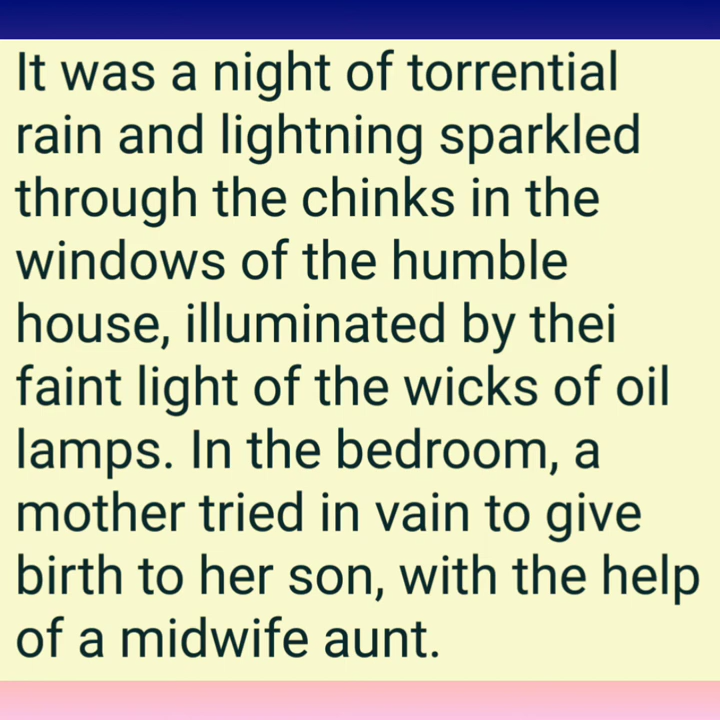 It was a night of torrential
rain and lightning sparkled
through the chinks in the
windows of the humble
house, illuminated by thei
faint light of the wicks of oil
lamps. In the bedroom, a
mother tried in vain to give
birth to her son, with the help
of a midwife aunt.